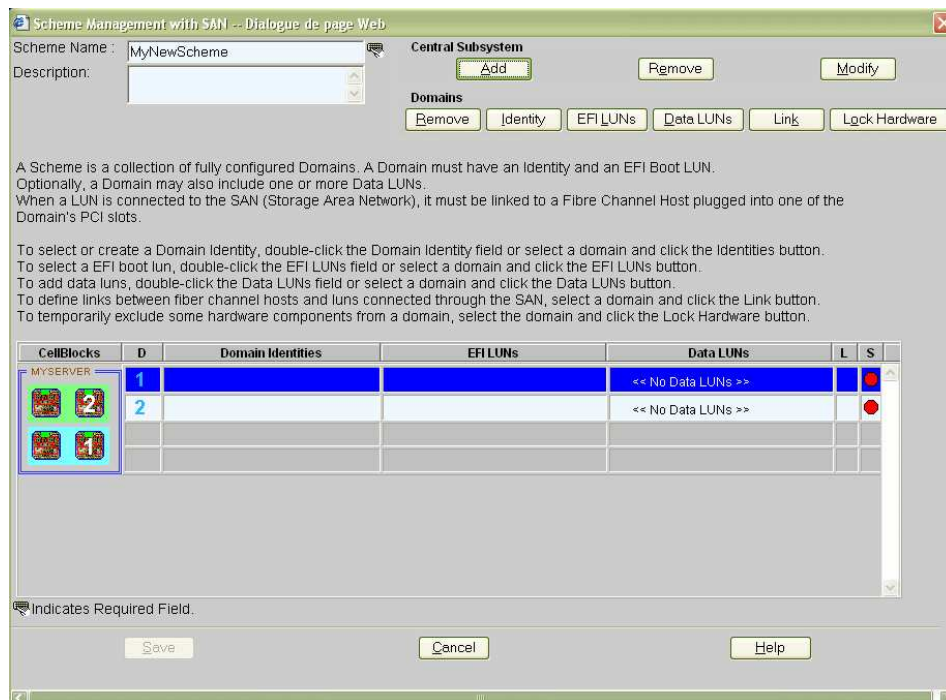 Scheme Management with SAN -- Dialogue de page Web
Scheme Name : MyNewScheme
Description:
Central Subsystem
Add Remove Modify
Domains
Remove Identity EFI LUNs Data LUNs Link Lock Hardware
A Scheme is a collection of fully configured Domains. A Domain must have an Identity and an EFI Boot LUN.
Optionally, a Domain may also include one or more Data LUNs.
When a LUN is connected to the SAN (Storage Area Network), it must be linked to a Fibre Channel Host plugged into one of the
Domain's PCI slots.
To select or create a Domain Identity, double-click the Domain Identity field or select a domain and click the Identities button.
To select a EFI boot lun, double-click the EFI LUNs field or select a domain and click the EFI LUNs button.
To add data luns, double-click the Data LUNs field or select a domain and click the Data LUNs button.
To define links between fiber channel hosts and luns connected through the SAN, select a domain and click the Link button.
To temporarily exclude some hardware components from a domain, select the domain and click the Lock Hardware button.
CellBlocks D Domain Identities EFI LUNs Data LUNs L S
MYSERVER
1 << No Data LUNs >>
2 2 << No Data LUNs >>
1
Indicates Required Field.
Save Cancel Help